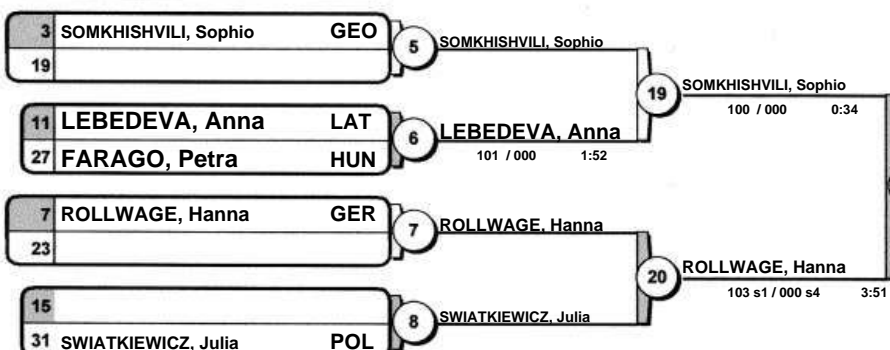 3 SOMKHISHVILI, Sophio GEO
19
5
SOMKHISHVILI, Sophio
11 LEBEDEVA, Anna LAT
27 FARAGO, Petra HUN
6
LEBEDEVA, Anna
101 / 000 1:52
19
SOMKHISHVILI, Sophio
100 / 000 0:34
7 ROLLWAGE, Hanna GER
23
7
ROLLWAGE, Hanna
15
31 SWIATKIEWICZ, Julia POL
8
SWIATKIEWICZ, Julia
20
ROLLWAGE, Hanna
103 s1 / 000 s4 3:51